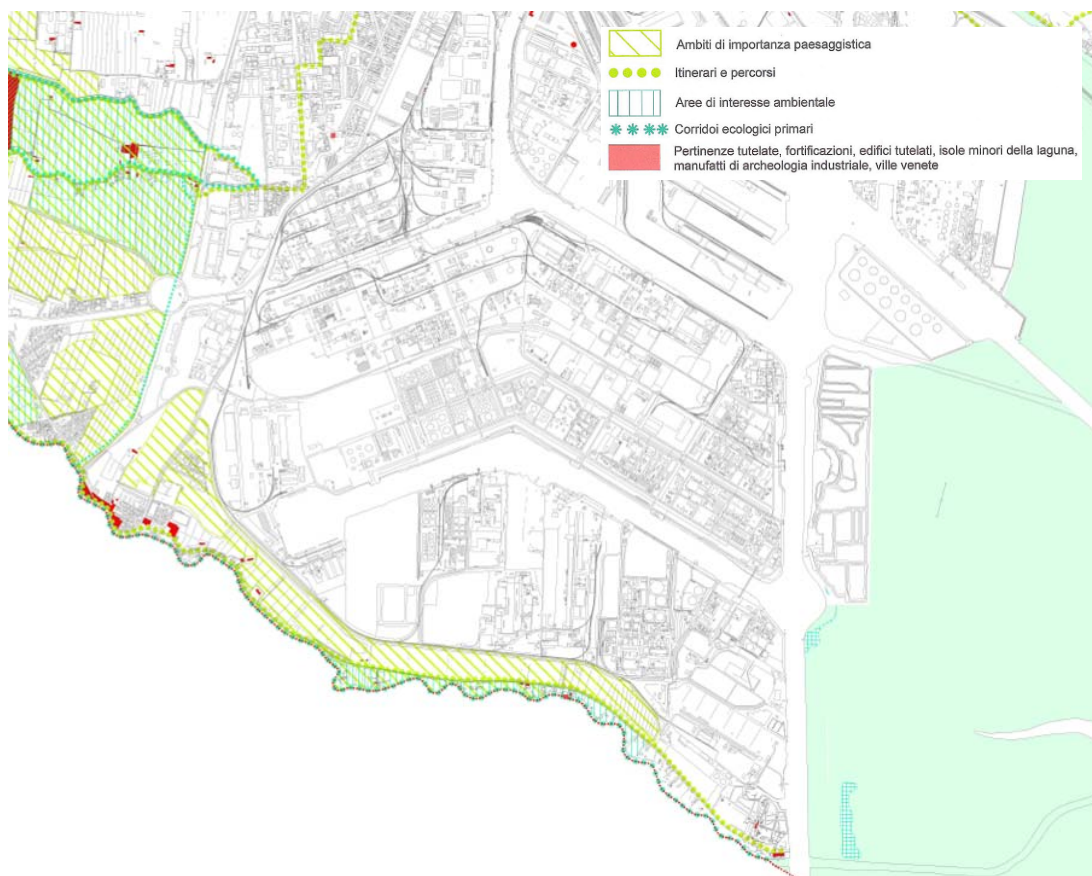 Ambiti di importanza paesaggistica
Itinerari e percorsi
Aree di interesse ambientale
Corridoi ecologici primari
Pertinenze tutelate, fortificazioni, edifici tutelati, isole minori della laguna,
manufatti di archeologia industriale, ville venete